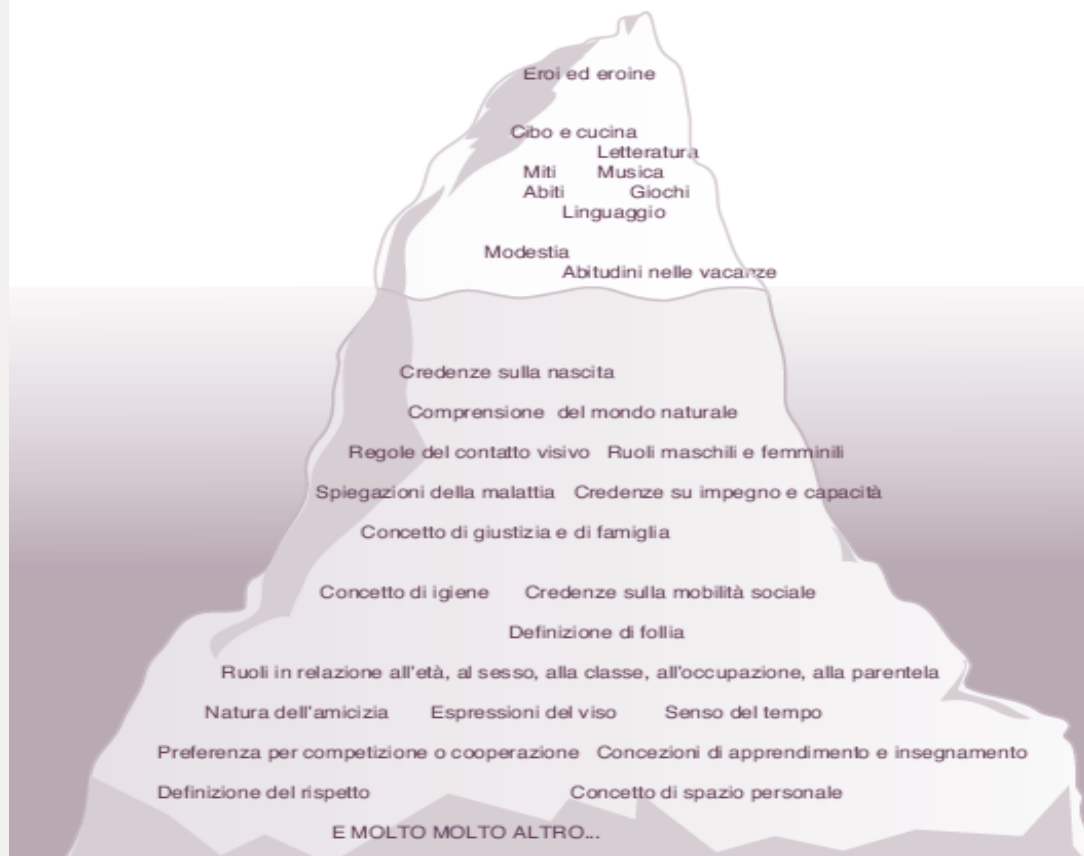 Eroi ed eroine
Cibo e cucina
Letteratura
Miti Musica
Abiti Giochi
Linguaggio
Modestia
Abitudini nelle vacanze
Credenze sulla nascita
Comprensione del mondo naturale
Regole del contatto visivo Ruoli maschili e femminili
Spiegazioni della malattia Credenze su impegno e capacità
Concetto di giustizia e di famiglia
Concetto di igiene Credenze sulla mobilità sociale
Definizione di follia
Ruoli in relazione all'età, al sesso, alla classe, all'occupazione, alla parentela
Natura dell'amicizia Espressioni del viso Senso del tempo
Preferenza per competizione o cooperazione Concezioni di apprendimento e insegnamento
Definizione del rispetto Concetto di spazio personale
E MOLTO MOLTO ALTRO...